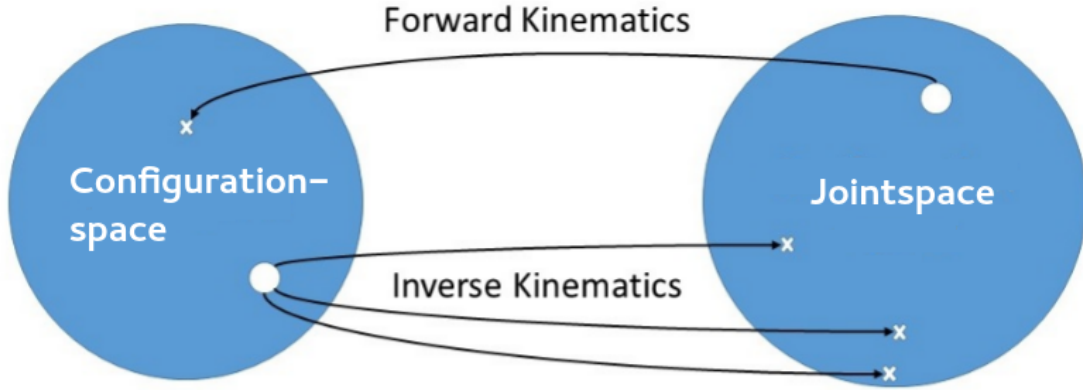 Forward Kinematics
Configuration-
space
Jointspace
Inverse Kinematics